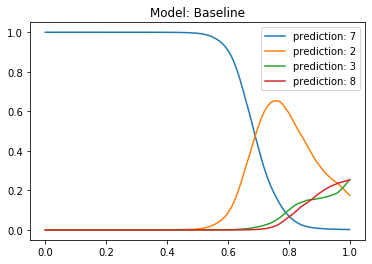 Model: Baseline
prediction: 7
prediction: 2
prediction: 3
prediction: 8
1.0
0.8
0.6
0.4
0.2
0.0
0.0 0.2 0.4 0.6 0.8 1.0